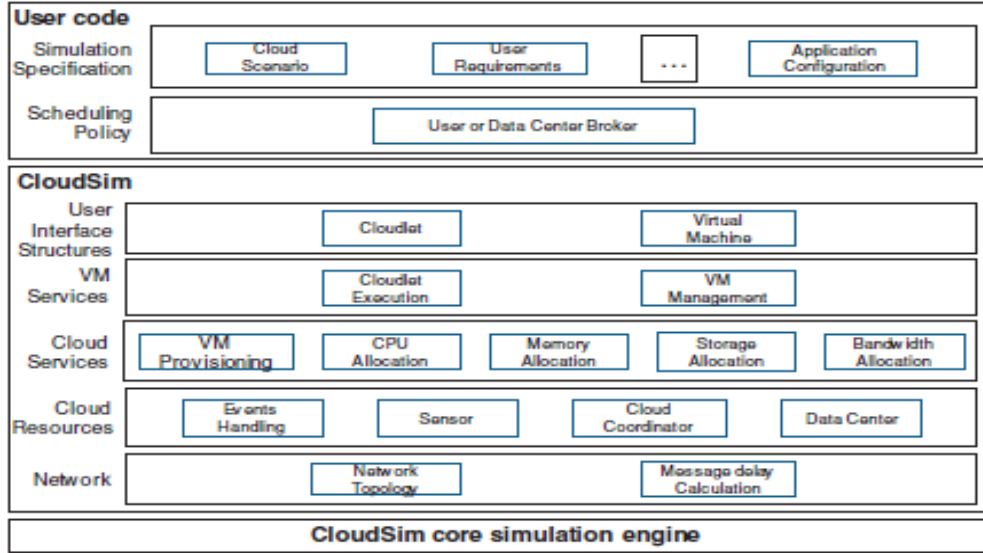 User code
Simulation
Specification
Cloud
Scenario
User
Requirements
...
Application
Configuration
Scheduling
Policy
User or Data Center Broker
CloudSim
User
Interface
Structures
Cloudlet
Virtual
Machine
VM
Services
Cloudlet
Execution
VM
Management
Cloud
Services
VM
Provisioning
CPU
Allocation
Memory
Allocation
Storage
Allocation
Bandwidth
Allocation
Cloud
Resources
Events
Handling
Sensor
Cloud
Coordinator
Data Center
Network
Network
Topology
Message delay
Calculation
CloudSim core simulation engine